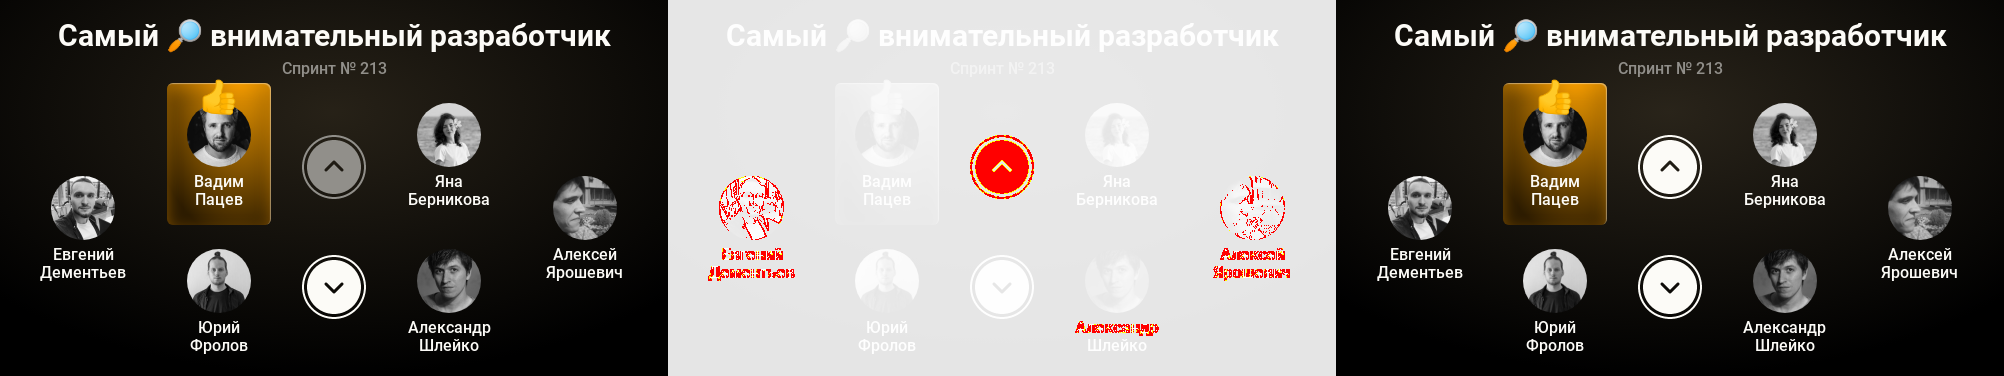 Самый 🔎 внимательный разработчик
Спринт № 213
Вадим
Пацев
Яна
Берникова
Евгений
Дементьев
Алексей
Ярошевич
Юрий
Фролов
Александр
Шлейко
Самый 🔎 внимательный разработчик
Спринт № 213
Вадим
Пацев
Яна
Берникова
Евгений
Дементьев
Алексей
Ярошевич
Юрий
Фролов
Александр
Шлейко
Самый 🔎 внимательный разработчик
Спринт № 213
Вадим
Пацев
Яна
Берникова
Евгений
Дементьев
Алексей
Ярошевич
Юрий
Фролов
Александр
Шлейко